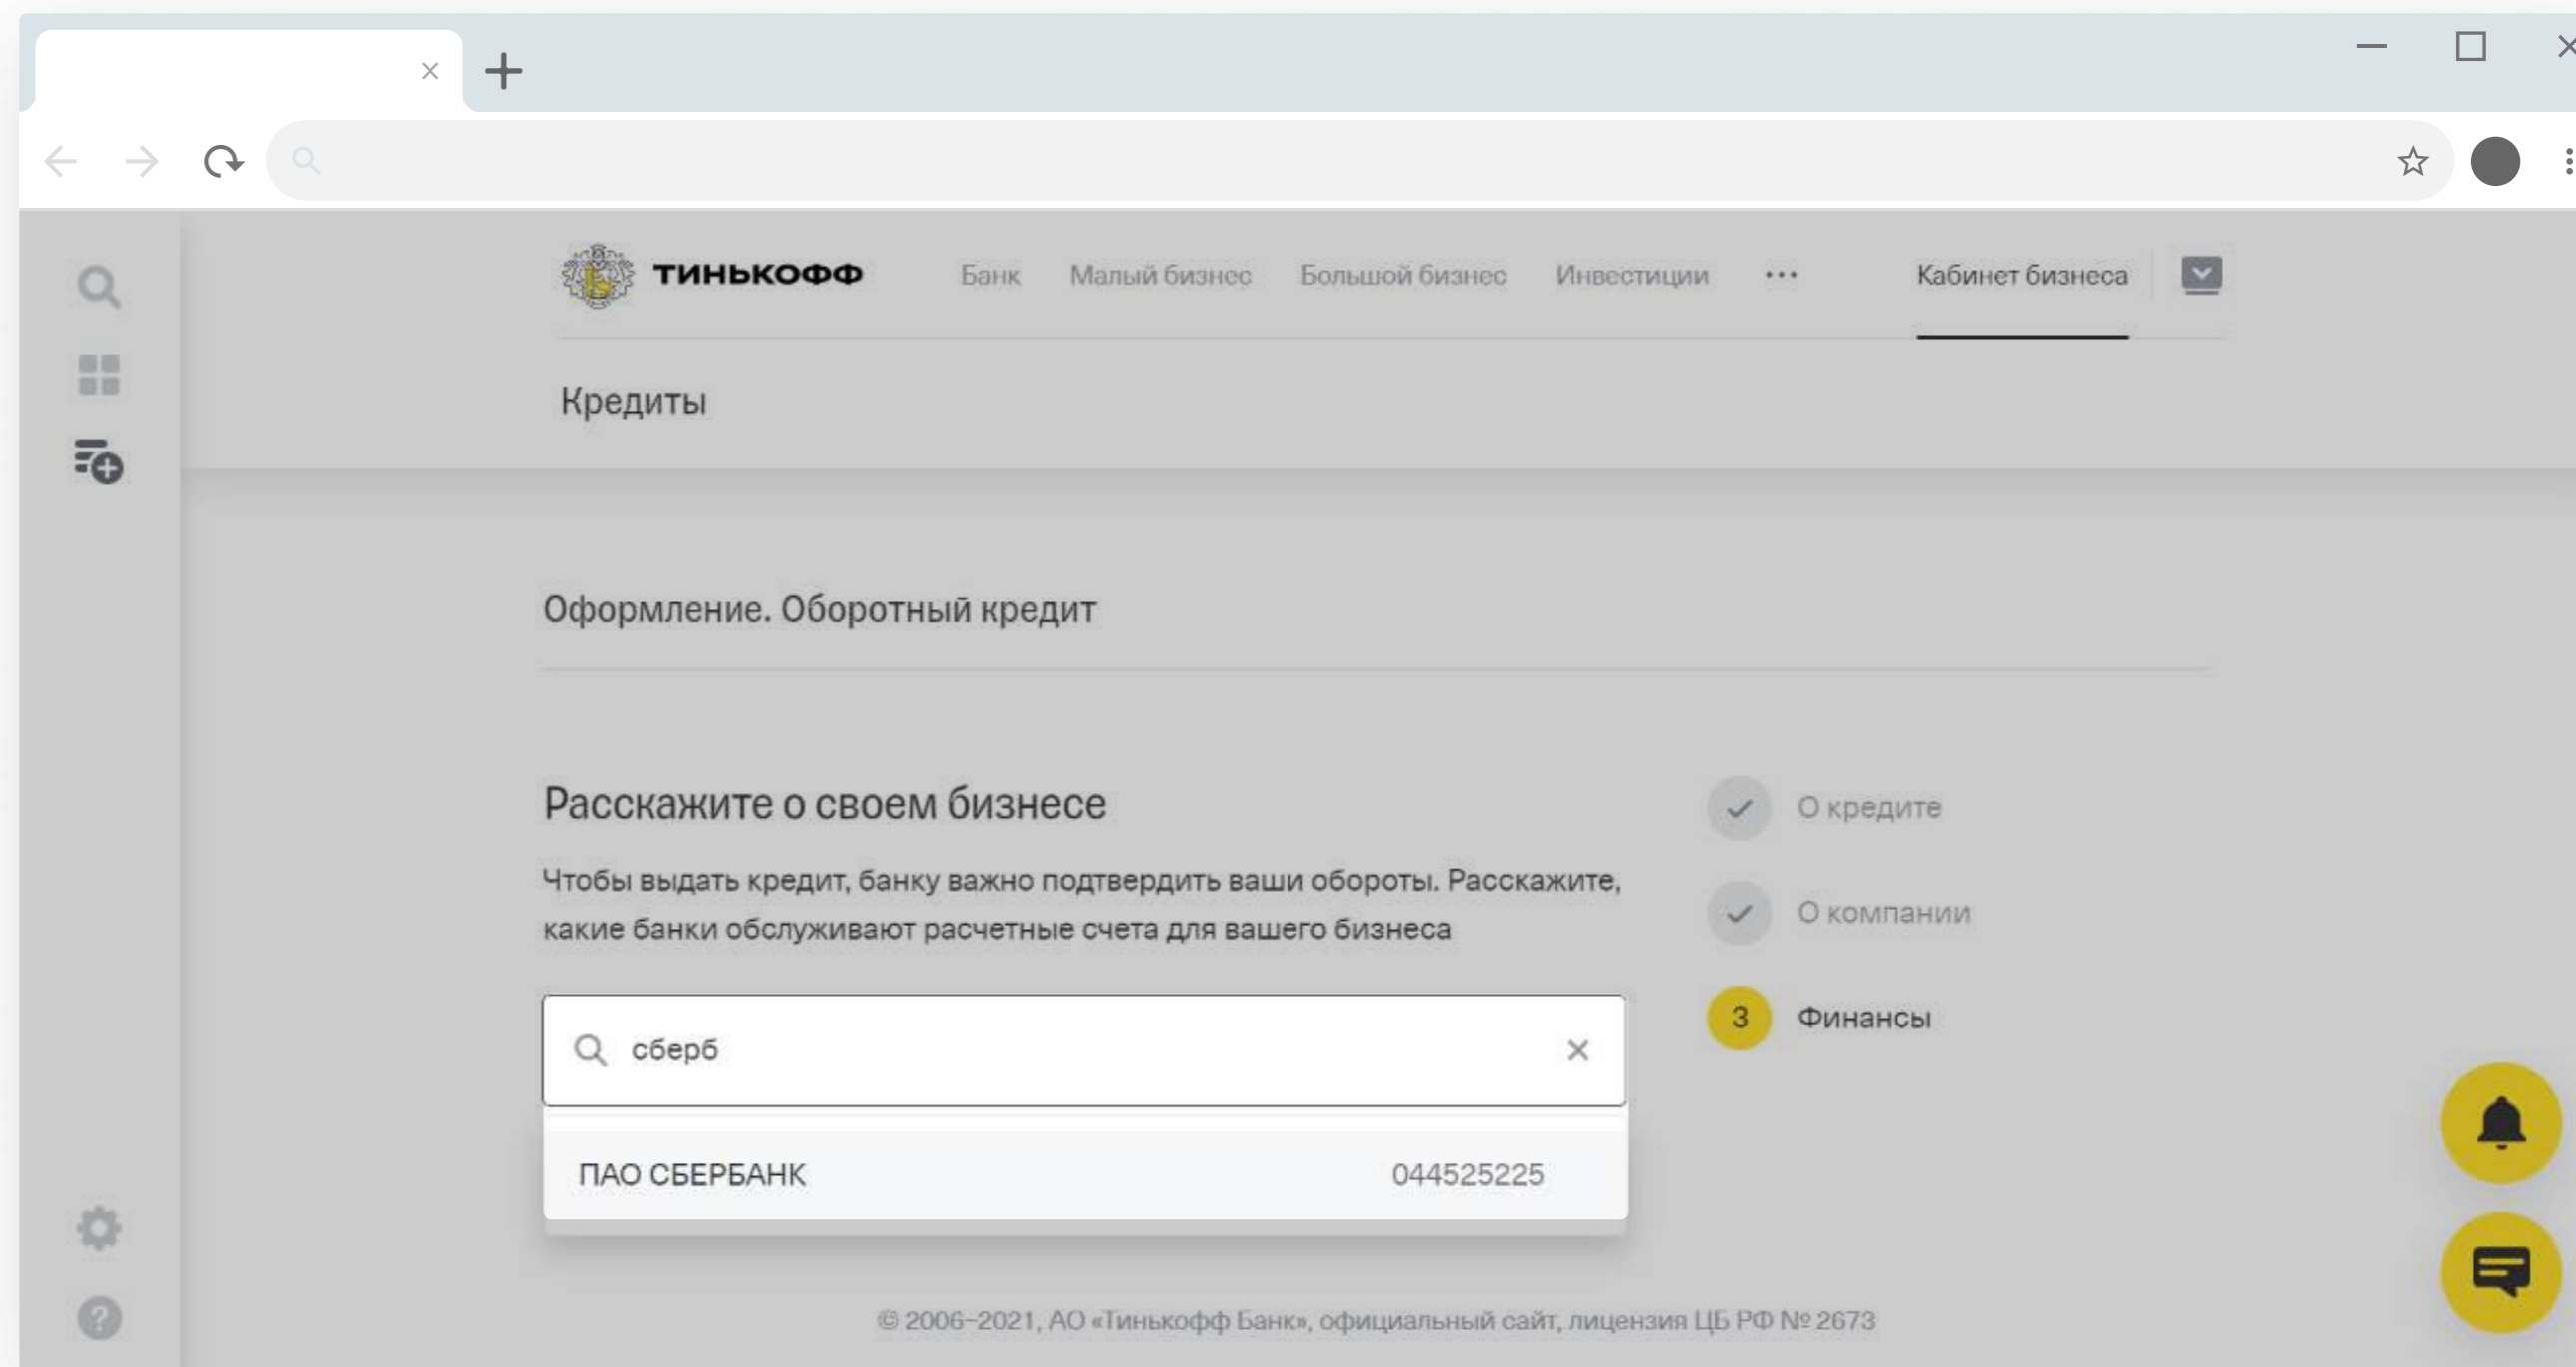 ТИНЬКОФФ Банк Малый бизнес Большой бизнес Инвестиции ••• Кабинет бизнеса
Кредиты
Оформление. Оборотный кредит
Расскажите о своем бизнесе
Чтобы выдать кредит, банку важно подтвердить ваши обороты. Расскажите,
какие банки обслуживают расчетные счета для вашего бизнеса
сберб
ПАО СБЕРБАНК 044525225
О кредите
О компании
3 Финансы
© 2006–2021, АО «Тинькофф Банк», официальный сайт, лицензия ЦБ РФ № 2673